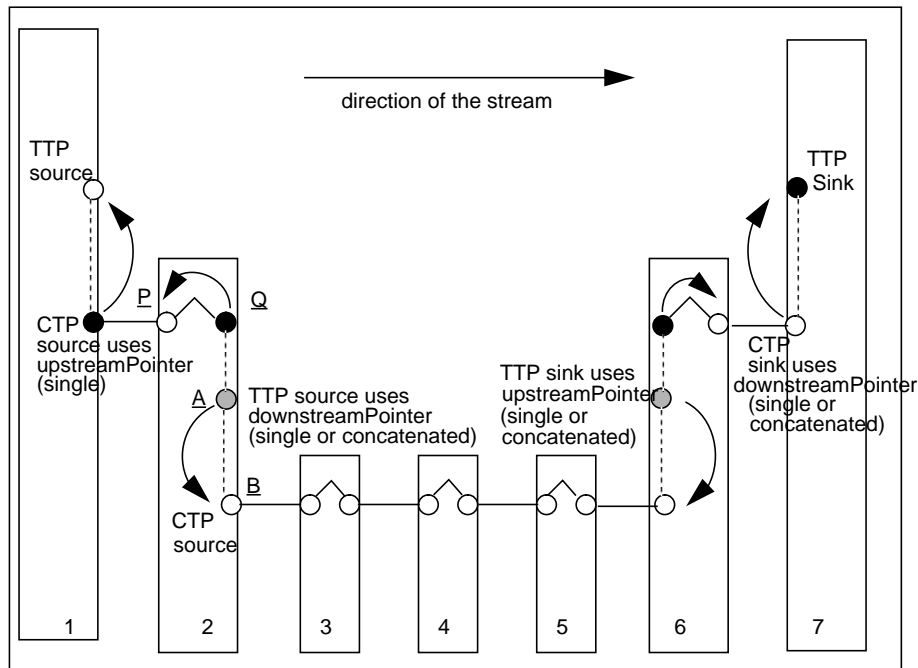 direction of the stream
TTP
source
TTP
Sink
P
Q
CTP
source uses
upstreamPointer
(single)
CTP
sink uses
downstreamPointer
(single or
concatenated)
A
TTP source uses
downstreamPointer
(single or concatenated)
TTP sink uses
upstreamPointer
(single or
concatenated)
B
CTP
source
1
2
3
4
5
6
7